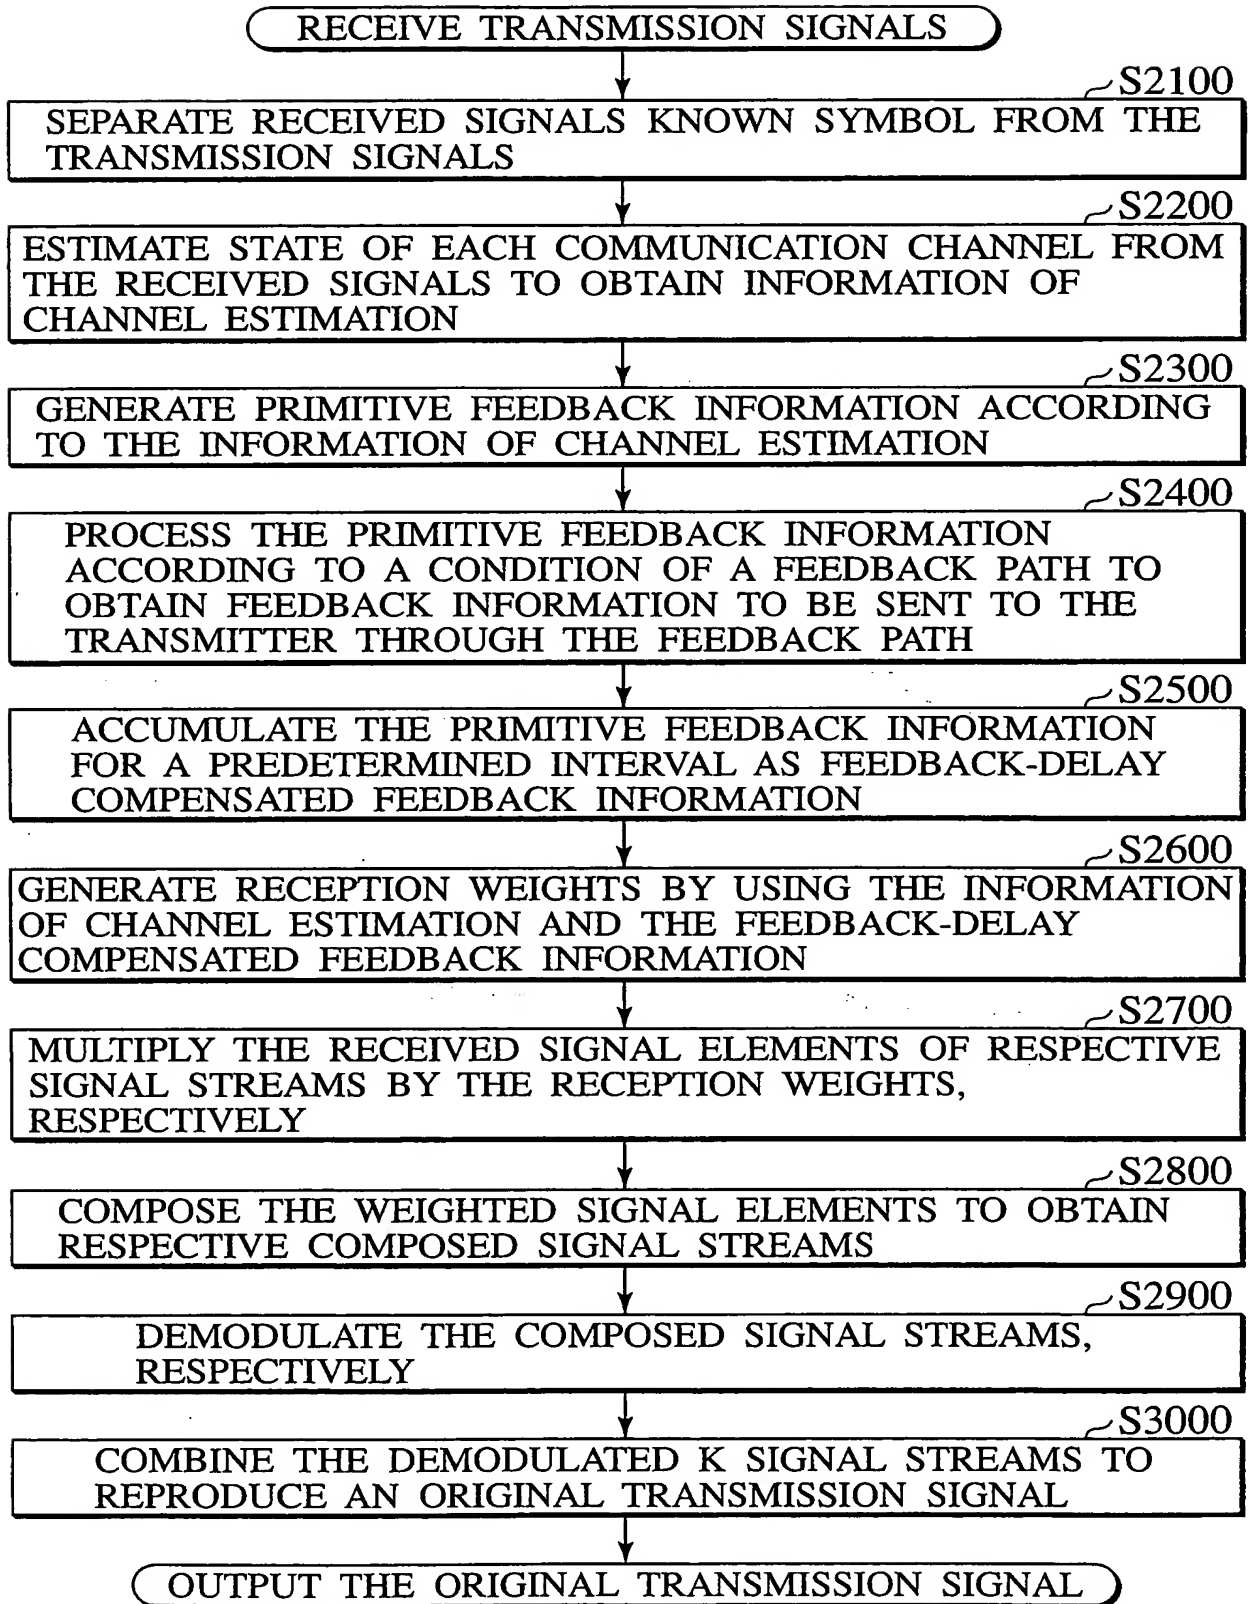 RECEIVE TRANSMISSION SIGNALS
S2100
SEPARATE RECEIVED SIGNALS KNOWN SYMBOL FROM THE
TRANSMISSION SIGNALS
S2200
ESTIMATE STATE OF EACH COMMUNICATION CHANNEL FROM
THE RECEIVED SIGNALS TO OBTAIN INFORMATION OF
CHANNEL ESTIMATION
S2300
GENERATE PRIMITIVE FEEDBACK INFORMATION ACCORDING
TO THE INFORMATION OF CHANNEL ESTIMATION
S2400
PROCESS THE PRIMITIVE FEEDBACK INFORMATION
ACCORDING TO A CONDITION OF A FEEDBACK PATH TO
OBTAIN FEEDBACK INFORMATION TO BE SENT TO THE
TRANSMITTER THROUGH THE FEEDBACK PATH
S2500
ACCUMULATE THE PRIMITIVE FEEDBACK INFORMATION
FOR A PREDETERMINED INTERVAL AS FEEDBACK-DELAY
COMPENSATED FEEDBACK INFORMATION
S2600
GENERATE RECEPTION WEIGHTS BY USING THE INFORMATION
OF CHANNEL ESTIMATION AND THE FEEDBACK-DELAY
COMPENSATED FEEDBACK INFORMATION
S2700
MULTIPLY THE RECEIVED SIGNAL ELEMENTS OF RESPECTIVE
SIGNAL STREAMS BY THE RECEPTION WEIGHTS,
RESPECTIVELY
S2800
COMPOSE THE WEIGHTED SIGNAL ELEMENTS TO OBTAIN
RESPECTIVE COMPOSED SIGNAL STREAMS
S2900
DEMODULATE THE COMPOSED SIGNAL STREAMS,
RESPECTIVELY
S3000
COMBINE THE DEMODULATED K SIGNAL STREAMS TO
REPRODUCE AN ORIGINAL TRANSMISSION SIGNAL
OUTPUT THE ORIGINAL TRANSMISSION SIGNAL